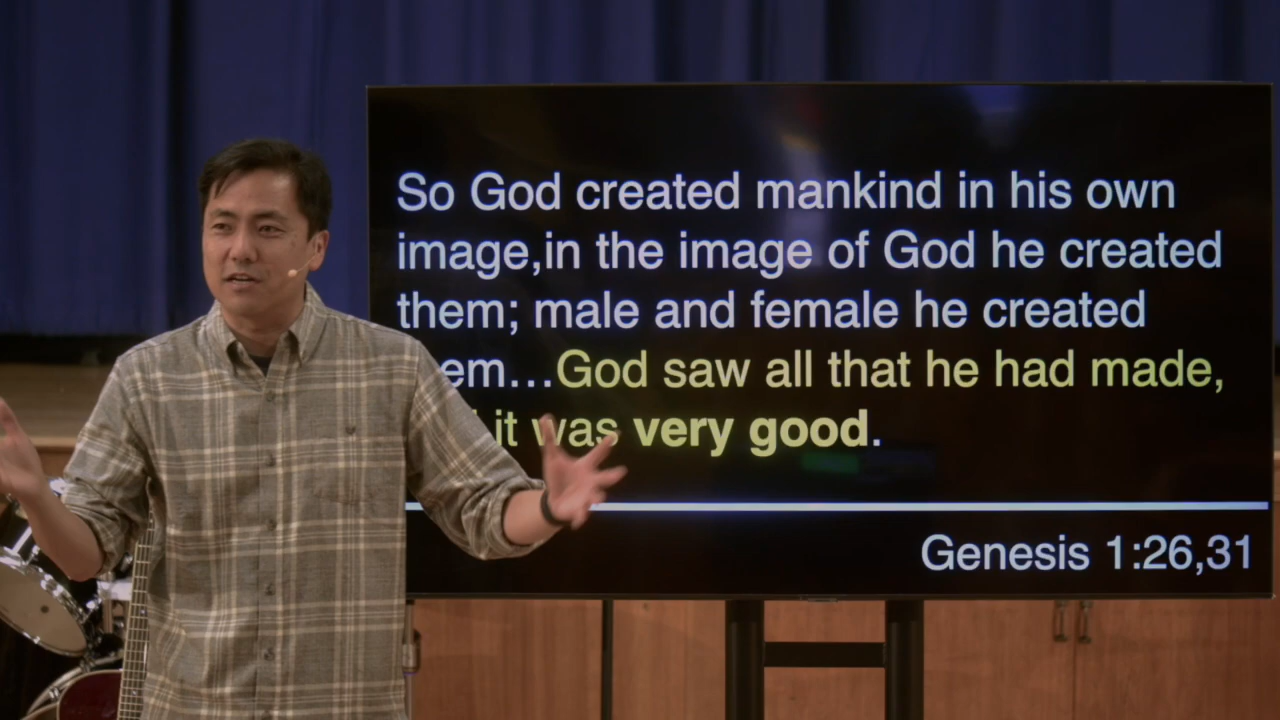 So God created mankind in his own
image,in the image of God he created
them; male and female he created
em...God saw all that he had made,
it was very good.
Genesis 1:26,31